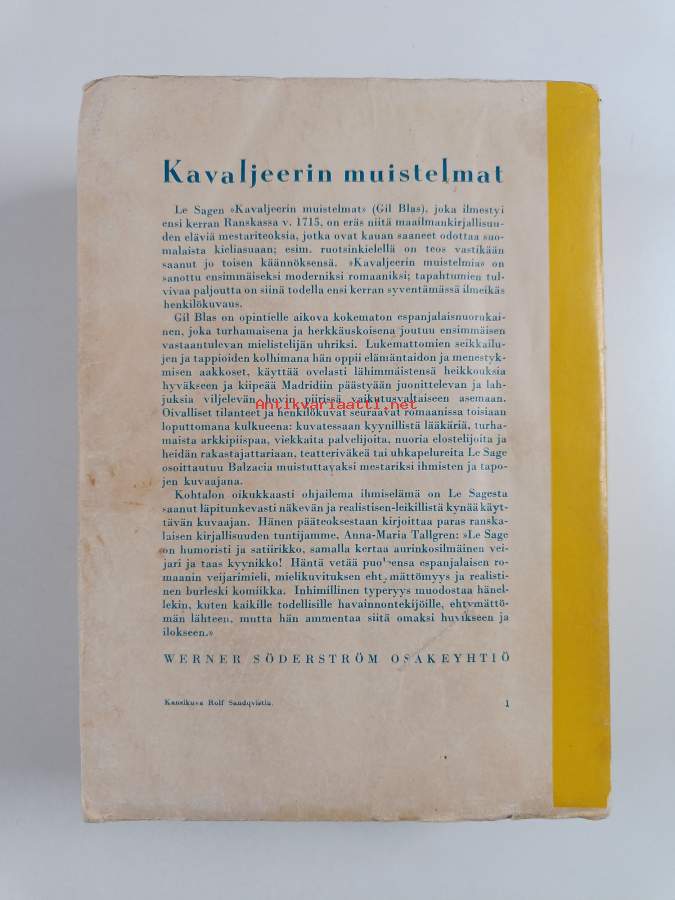 Kavaljeerin muistelmat
Le Sagen »Kavaljeerin muistelmat» (Gil Blas), joka ilmestyi
ensi kerran Ranskassa v. 1715, on eräs niitä maailmankirjallisuu-
den eläviä mestariteoksia, jotka ovat kauan saaneet odottaa suo-
malaista kieliasuaan; esim. ruotsinkielellä on teos vastikään
saanut jo toisen käännöksensä. »Kavaljeerin muistelmia» on
sanottu ensimmäiseksi moderniksi romaaniksi; tapahtumien tul-
vivaa paljoutta on siinä todella ensi kerran syventämässä ilmeikäs
henkilökuvaus.
Gil Blas on opintielle aikova kokematon espanjalaisnuorukai-
nen, joka turhamaisena ja herkkäuskoisena joutuu ensimmäisen
vastaantulevan mielistelijän uhriksi. Lukemattomien seikkailu-
jen ja tappioiden kolhimana hän oppii elämäntaidon ja menestyk-
misen aakkoset, käyttää ovelasti lähimmäistensä heikkouksia
hyväkseen ja kiipeää Madridiin päästyään juonittelevan ja lah-
juksia viljelevän hovin piirissä vaikutusvaltaiseen asemaan.
Antikvariaatti.net
Oivalliset tilanteet ja henkilökuvat seuraavat romaanissa toisiaan
loputtomana kulkueena: kuvatessaan kyynillistä lääkäriä, turha-
maista arkkipiispaa, viekkaita palvelijoita, nuoria elostelijoita ja
heidän rakastajattariaan, teatteriväkeä tai uhkapelureita Le Sage
osoittautuu Balzacia muistuttavaksi mestariksi ihmisten ja tapo-
jen kuvaajana.
Kohtalon oikukkaasti ohjailema ihmiselämä on Le Sagesta
saanut läpitunkevasti näkevän ja realistisen-leikillistä kynää käyt-
tävän kuvaajan. Hänen pääteoksestaan kirjoittaa paras ranska-
laisen kirjallisuuden tuntijamme, Anna-Maria Tallgren: »Le Sage
on humoristi ja satiirikko, samalla kertaa aurinkosilmäinen vei-
jari ja taas kyynikko! Häntä vetää puoleensa espanjalaisen ro-
maanin veijarimieli, mielikuvituksen ehtymättömyys ja realisti-
nen burleski komiikka. Inhimillinen typeryys muodostaa hänel-
lekin, kuten kaikille todellisille havainnontekijöille, ehtymättö-
män lähteen, mutta hän ammentaa siitä omaksi huvikseen ja
ilokseen.»
WERNER SÖDERSTRÖM OSAKEYHTIÖ
Kansikuva Rolf Sandqvistin. 1